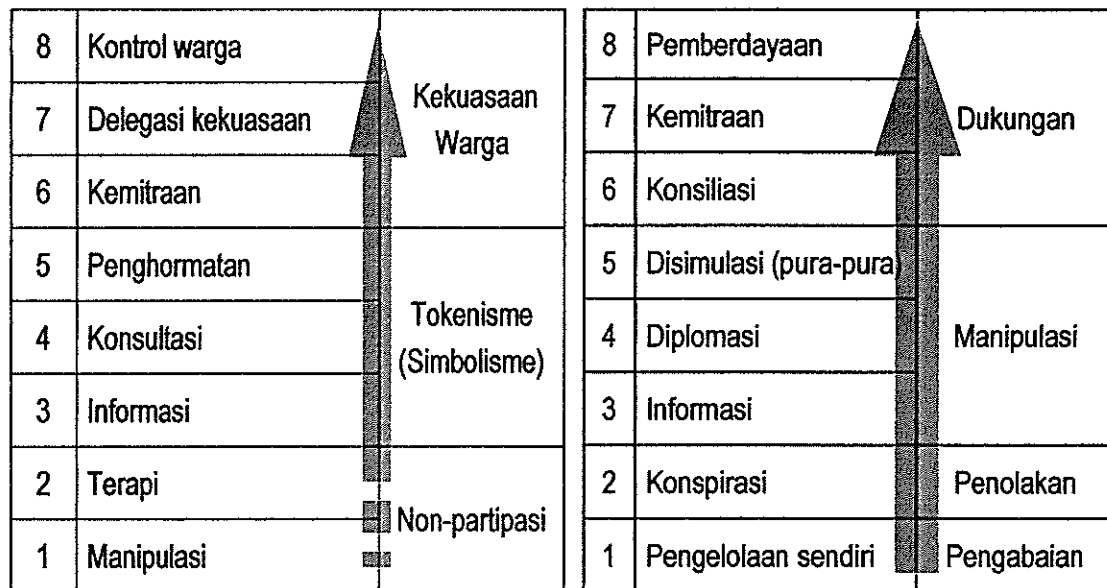 8 Kontrol warga
7 Delegasi kekuasaan
6 Kemitraan
Kekuasaan
Warga
5 Penghormatan
4 Konsultasi
3 Informasi
Tokenisme
(Simbolisme)
2 Terapi
1 Manipulasi
Non-partipasi
8 Pemberdayaan
7 Kemitraan
6 Konsiliasi
Dukungan
5 Disimulasi (pura-pura)
4 Diplomasi
3 Informasi
Manipulasi
2 Konspirasi
Penolakan
1 Pengelolaan sendiri
Pengabaian